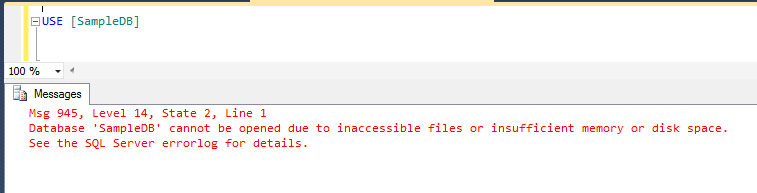 USE [SampleDB]
100 %
Messages
Msg 945, Level 14, State 2, Line 1
Database 'SampleDB' cannot be opened due to inaccessible files or insufficient memory or disk space.
See the SQL Server errorlog for details.